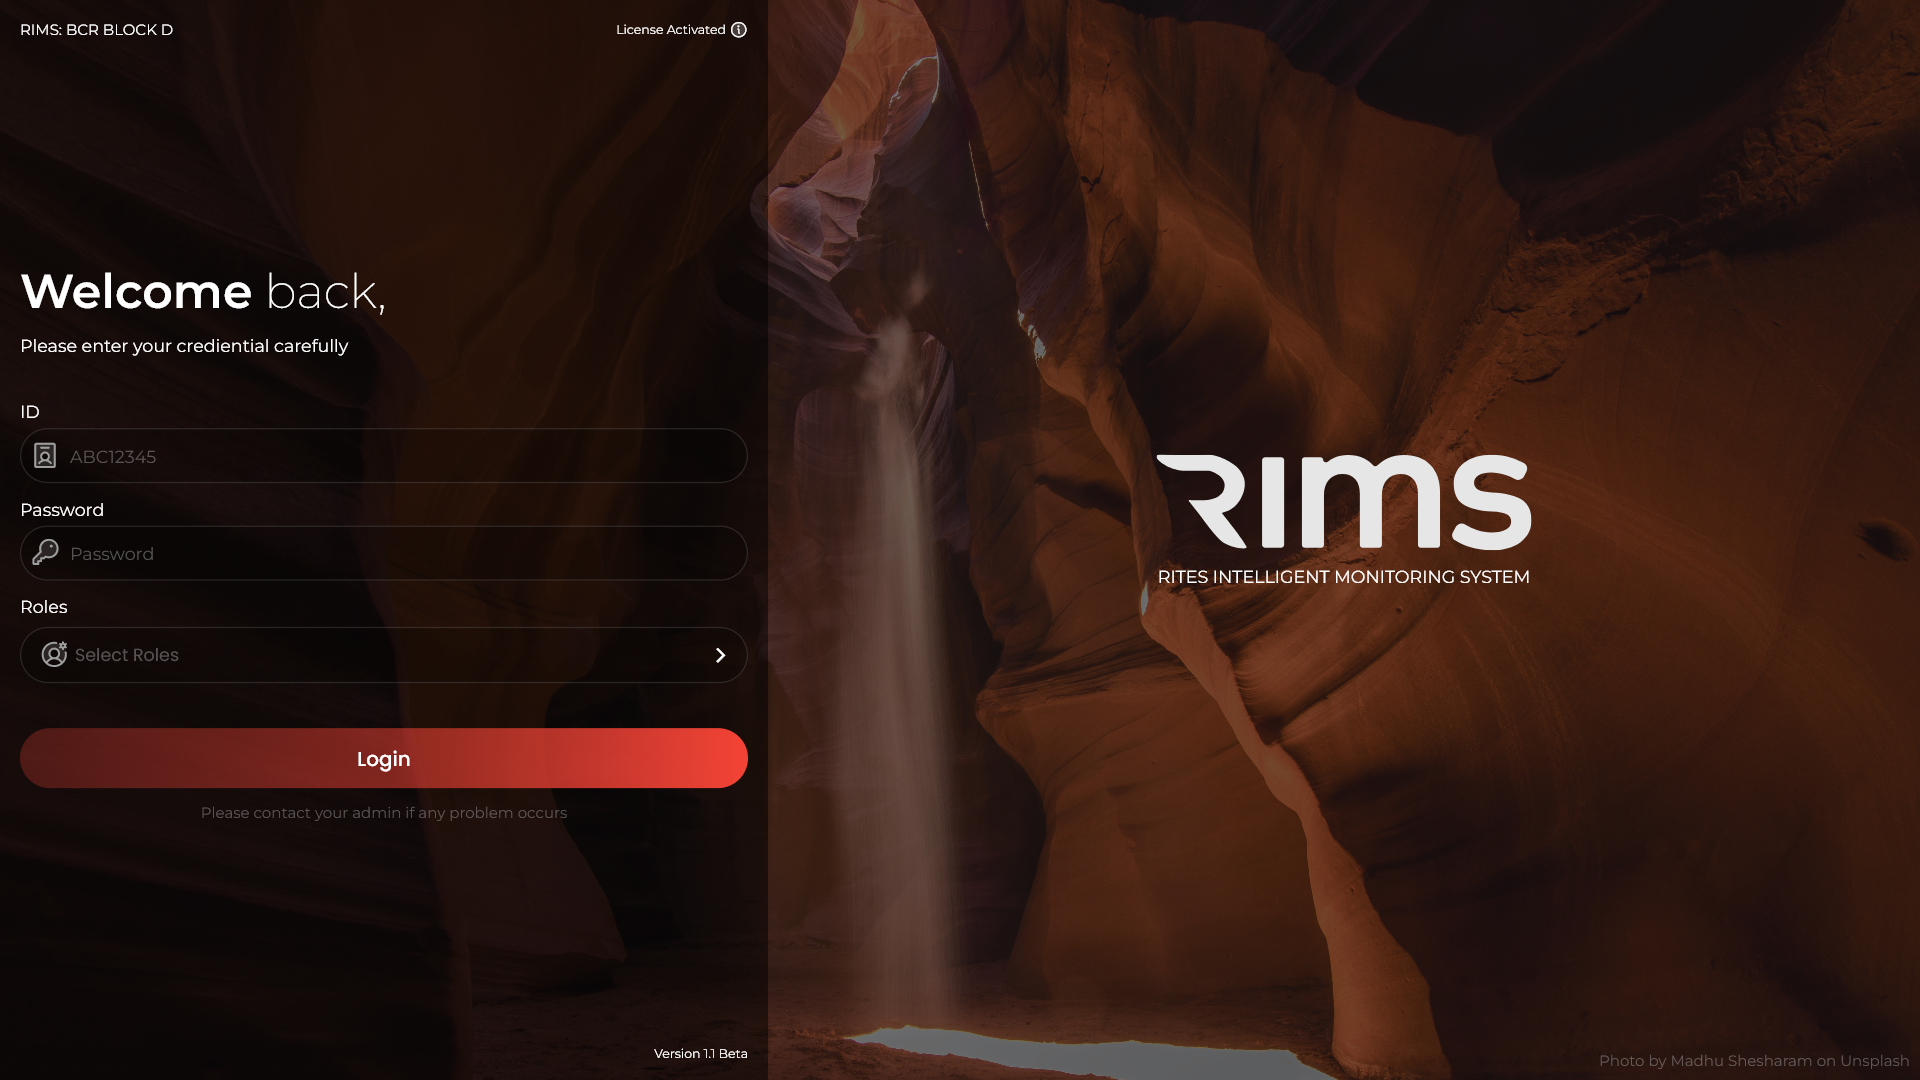 RIMS: BCR BLOCK D
License Activated
Welcome back,
Please enter your crediential carefully
ID
ABC12345
Password
Password
Roles
Select Roles
Login
Please contact your admin if any problem occurs
Version 1.1 Beta
RIMS
RITES INTELLIGENT MONITORING SYSTEM
Photo by Madhu Shesharam on Unsplash